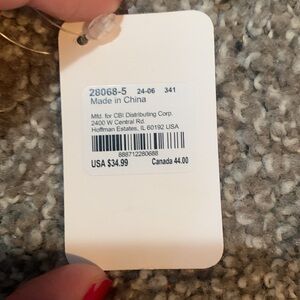 28068-5 24-06 341
Made in China
Mfd. for CBI Distributing Corp.
2400 W Central Rd.
Hoffman Estates, IL 60192 USA
888712280688
USA $34.99 Canada 44.00